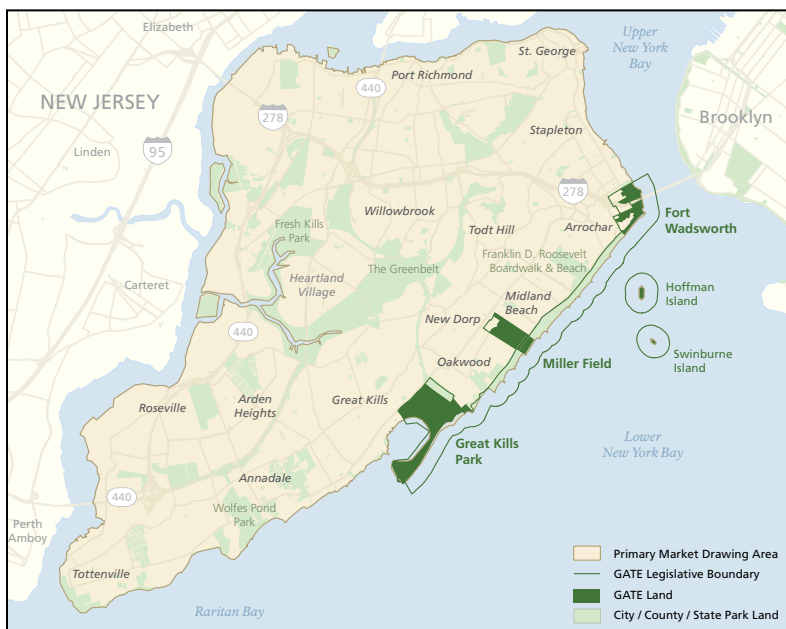 Elizabeth
Upper
New York
Bay
St. George
Port Richmond
440
NEW JERSEY
278
Brooklyn
Stapleton
95
Linden
278
Willowbrook
Fort
Wadsworth
Fresh Kills
Park
Todt Hill
Arrochar
Franklin D. Roosevelt
Boardwalk & Beach
The Greenbelt
Heartland
Village
Carteret
Hoffman
Island
Midland
Beach
New Dorp
440
Swinburne
Island
Oakwood
Miller Field
Roseville
Arden
Heights
Great Kills
Great Kills
Park
Lower
New York Bay
Annadale
440
Wolfes Pond
Park
Perth
Amboy
Tottenville
Raritan Bay
Primary Market Drawing Area
GATE Legislative Boundary
GATE Land
City / County / State Park Land